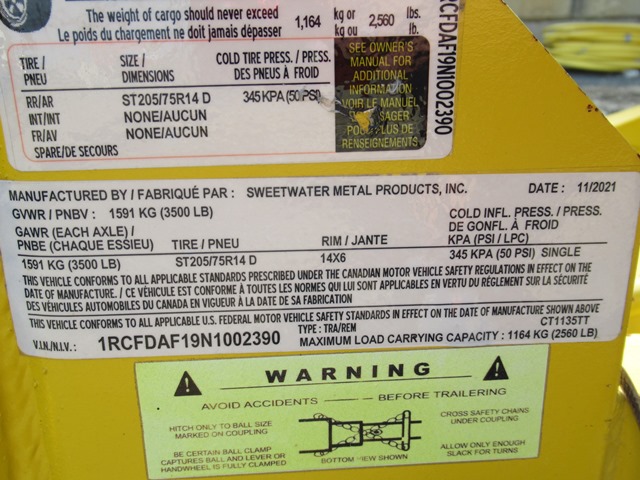 The weight of cargo should never exceed 1,164 kg or 2,560 lbs.
Le poids du chargement ne doit jamais dépasser kg ou lb.
TIRE / SIZE / COLD TIRE PRESS. / PRESS.
PNEU DIMENSIONS DES PNEUS À FROID
RR/AR ST205/75R14 D 345 KPA (50 PSI)
INT/INT NONE/AUCUN
FR/AV NONE/AUCUN
SPARE/DE SECOURS
SEE OWNER'S
MANUAL FOR
ADDITIONAL
INFORMATION
VOIR LE MANUEL
USAGER
POUR PLUS DE
RENSEIGNEMENTS
1RCFDAF19N1002390
MANUFACTURED BY / FABRIQUÉ PAR : SWEETWATER METAL PRODUCTS, INC. DATE : 11/2021
GVWR / PNBV : 1591 KG (3500 LB)
GAWR (EACH AXLE) / COLD INFL. PRESS. / PRESS.
PNBE (CHAQUE ESSIEU) TIRE / PNEU RIM / JANTE DE GONFL. À FROID
KPA (PSI / LPC)
1591 KG (3500 LB) ST205/75R14 D 14X6 345 KPA (50 PSI) SINGLE
THIS VEHICLE CONFORMS TO ALL APPLICABLE STANDARDS PRESCRIBED UNDER THE CANADIAN MOTOR VEHICLE SAFETY REGULATIONS IN EFFECT ON THE
DATE OF MANUFACTURE. / CE VÉHICULE EST CONFORME À TOUTES LES NORMES QUI LUI SONT APPLICABLES EN VERTU DU RÈGLEMENT SUR LA SÉCURITÉ
DES VÉHICULES AUTOMOBILES DU CANADA EN VIGUEUR À LA DATE DE SA FABRICATION
THIS VEHICLE CONFORMS TO ALL APPLICABLE U.S. FEDERAL MOTOR VEHICLE SAFETY STANDARDS IN EFFECT ON THE DATE OF MANUFACTURE SHOWN ABOVE
TYPE : TRA/REM CT1135TT
V.I.N./N.I.V.: 1RCFDAF19N1002390 MAXIMUM LOAD CARRYING CAPACITY : 1164 KG (2560 LB)
WARNING
AVOID ACCIDENTS BEFORE TRAILERING
HITCH ONLY TO BALL SIZE
MARKED ON COUPLING
BE CERTAIN BALL CLAMP
CAPTURES BALL AND LEVER OR
HANDWHEEL IS FULLY CLAMPED
BOTTOM VIEW SHOWN
CROSS SAFETY CHAINS
UNDER COUPLING
ALLOW ONLY ENOUGH
SLACK FOR TURNS